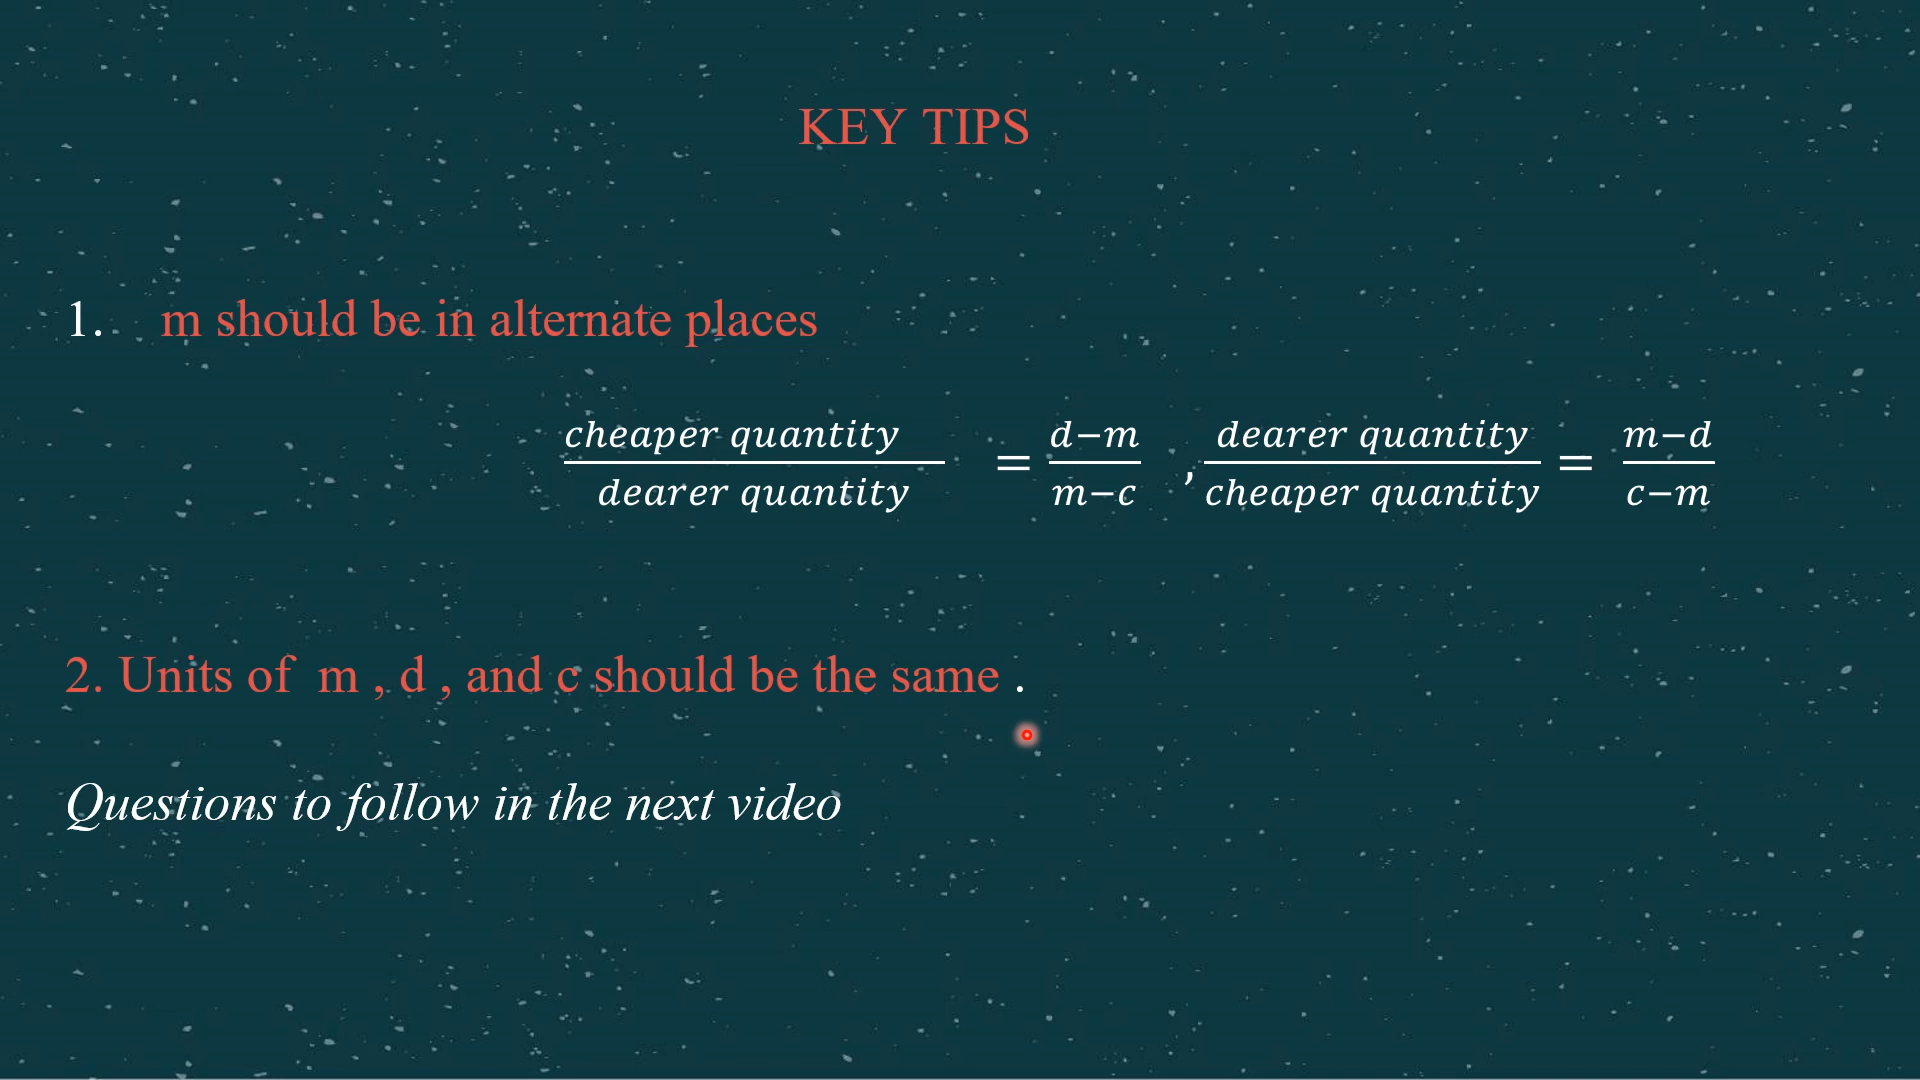 KEY TIPS
1. m should be in alternate places
cheaper quantity / dearer quantity = d−m / m−c , dearer quantity / cheaper quantity = m−d / c−m
2. Units of m , d , and c should be the same .
Questions to follow in the next video